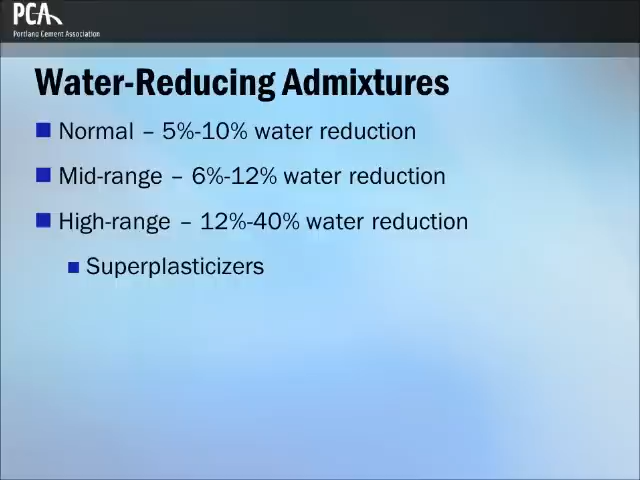 PCA
Portland Cement Association
Water-Reducing Admixtures
Normal – 5%-10% water reduction
Mid-range – 6%-12% water reduction
High-range – 12%-40% water reduction
Superplasticizers